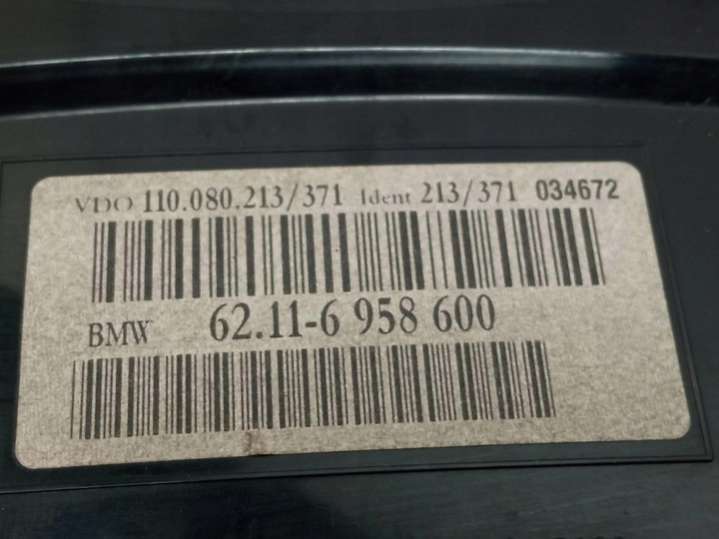 VDO 110.080.213/371 Ident 213/371 034672
BMW 62.11-6 958 600